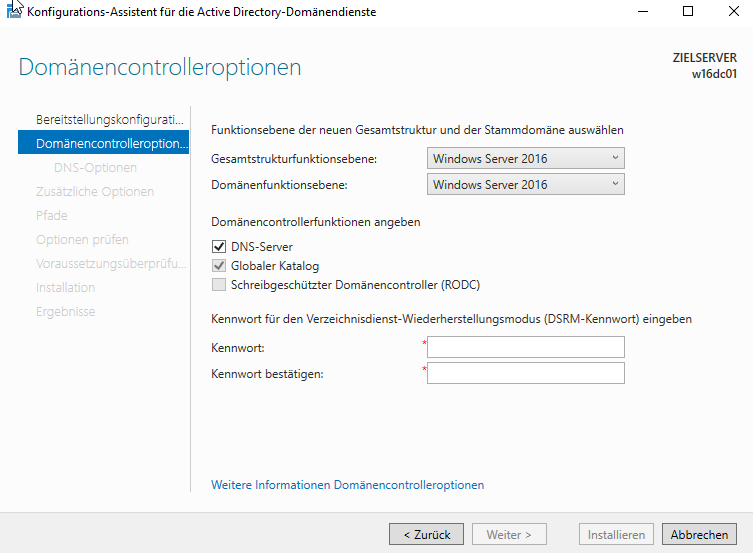 Konfigurations-Assistent für die Active Directory-Domänendienste
Domänencontrolleroptionen
ZIELSERVER
w16dc01
Bereitstellungskonfigurati...
Domänencontrolleroption...
DNS-Optionen
Zusätzliche Optionen
Pfade
Optionen prüfen
Voraussetzungsüberprüfu...
Installation
Ergebnisse
Funktionsebene der neuen Gesamtstruktur und der Stammdomäne auswählen
Gesamtstrukturfunktionsebene: Windows Server 2016
Domänenfunktionsebene: Windows Server 2016
Domänencontrollerfunktionen angeben
DNS-Server
Globaler Katalog
Schreibgeschützter Domänencontroller (RODC)
Kennwort für den Verzeichnisdienst-Wiederherstellungsmodus (DSRM-Kennwort) eingeben
Kennwort: *
Kennwort bestätigen: *
Weitere Informationen Domänencontrolleroptionen
< Zurück Weiter > Installieren Abbrechen